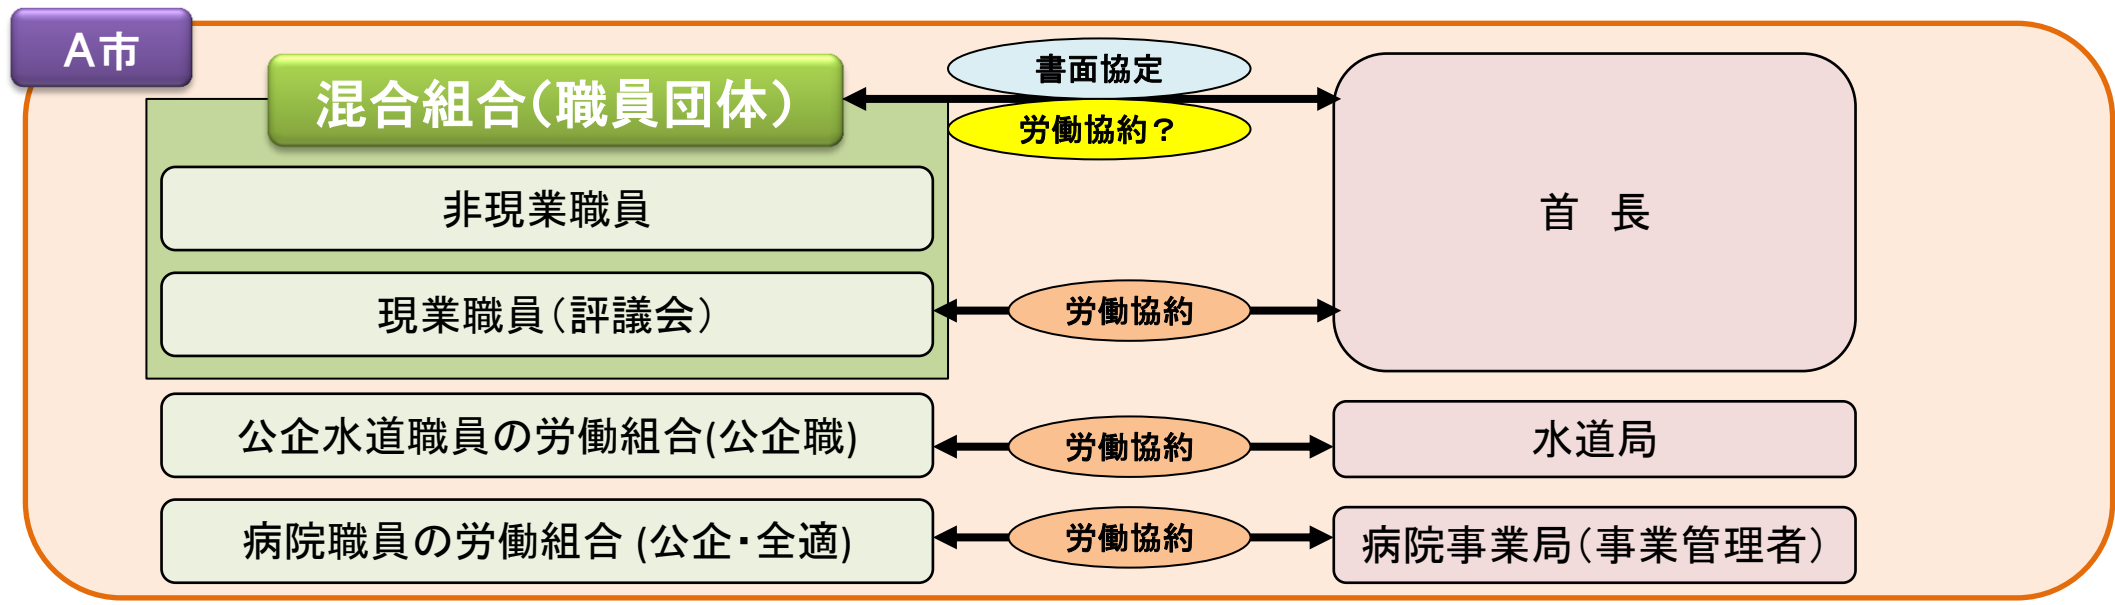 A市
混合組合（職員団体）
書面協定
労働協約？
非現業職員
首　長
現業職員（評議会）
労働協約
公企水道職員の労働組合(公企職)
労働協約
水道局
病院職員の労働組合 (公企・全適)
労働協約
病院事業局（事業管理者）